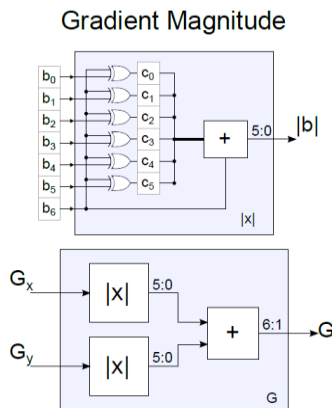 Gradient Magnitude
b0 c0
b1 c1
b2 c2
b3 c3
b4 c4
b5 c5
b6
+ 5:0 |b|
|x|
Gx |x| 5:0
+ 6:1 G
Gy |x| 5:0
G